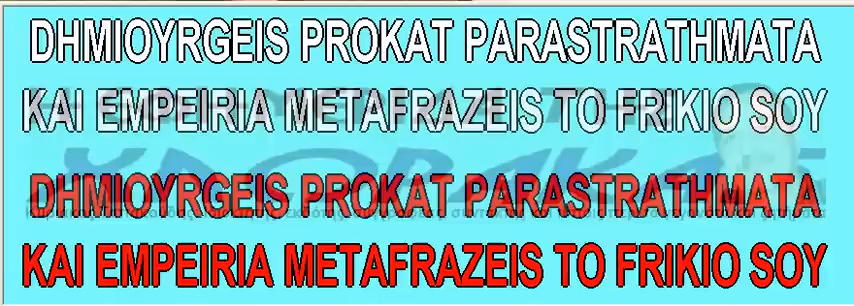 DHMIOYRGEIS PROKAT PARASTRATHMATA
KAI EMPEIRIA METAFRAZEIS TO FRIKIO SOY
DHMIOYRGEIS PROKAT PARASTRATHMATA
KAI EMPEIRIA METAFRAZEIS TO FRIKIO SOY